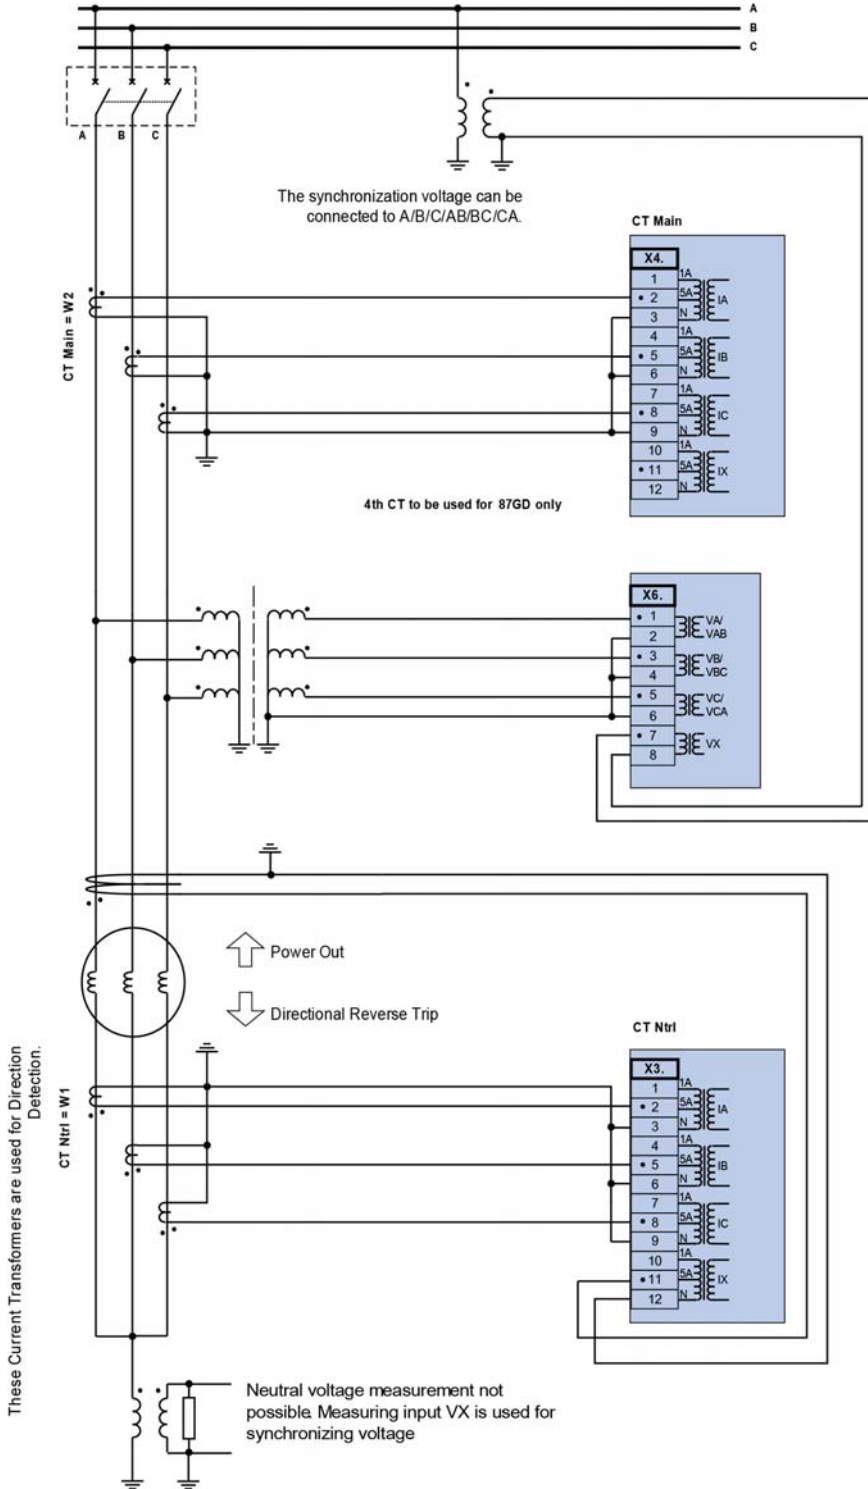 A
B
C
A B C
The synchronization voltage can be
connected to A/B/C/AB/BC/CA.
CT Main
X4.
1 1A
2 5A IA
3 N
4 1A
5 5A IB
6 N
7 1A
8 5A IC
9 N
10 1A
11 5A IX
12 N
CT Main = W2
4th CT to be used for 87GD only
X6.
1 VA/
2 VAB
3 VB/
4 VBC
5 VC/
6 VCA
7 VX
8
Power Out
Directional Reverse Trip
CT Ntrl
X3.
1 1A
2 5A IA
3 N
4 1A
5 5A IB
6 N
7 1A
8 5A IC
9 N
10 1A
11 5A IX
12 N
CT Ntrl = W1
These Current Transformers are used for Direction
Detection.
Neutral voltage measurement not
possible. Measuring input VX is used for
synchronizing voltage